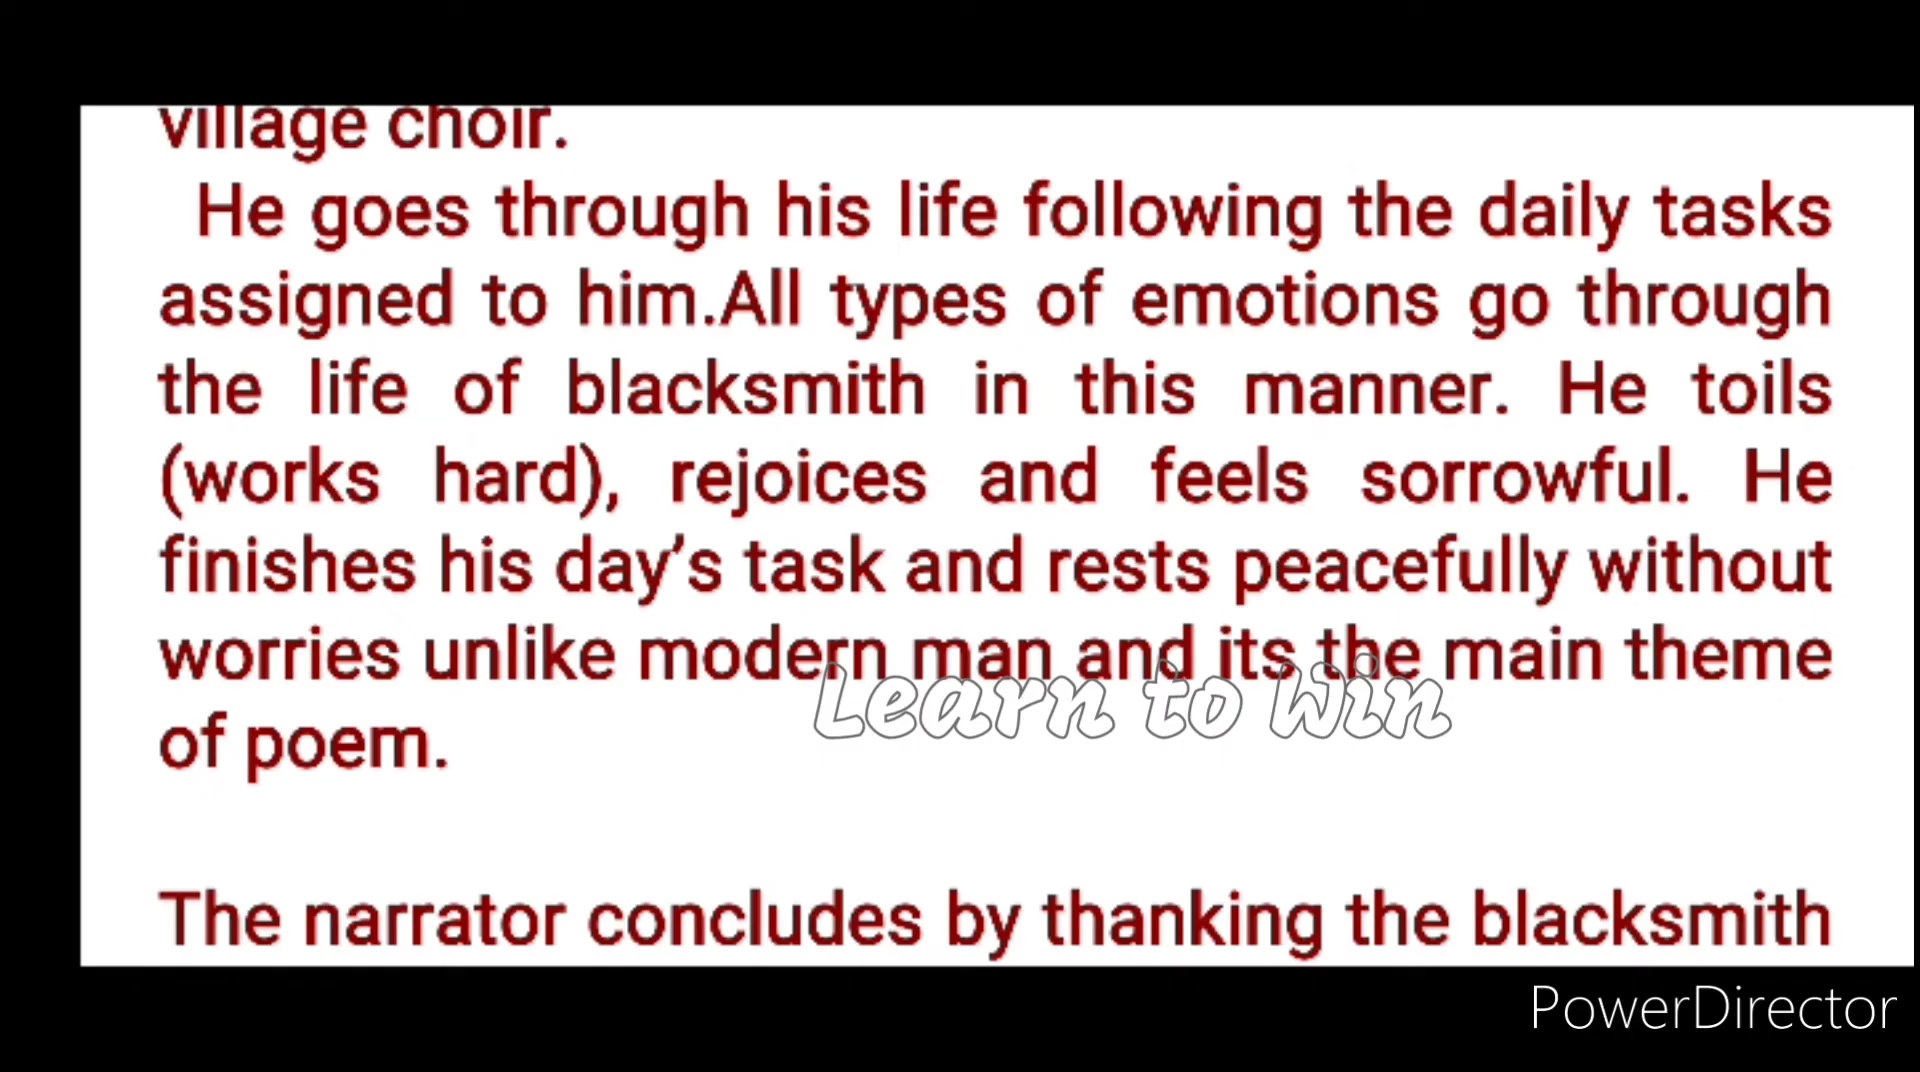 village choir.
He goes through his life following the daily tasks
assigned to him.All types of emotions go through
the life of blacksmith in this manner. He toils
(works hard), rejoices and feels sorrowful. He
finishes his day's task and rests peacefully without
worries unlike modern man and its the main theme
of poem.
Learn to Win
The narrator concludes by thanking the blacksmith
PowerDirector